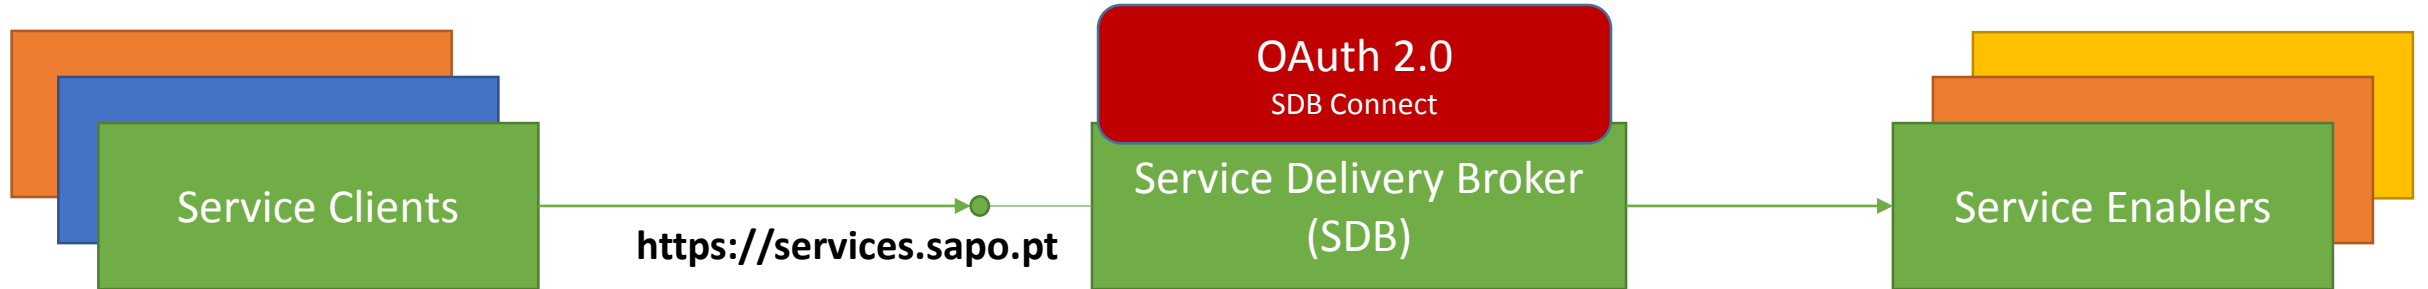 Service Clients
https://services.sapo.pt
OAuth 2.0
SDB Connect
Service Delivery Broker
(SDB)
Service Enablers